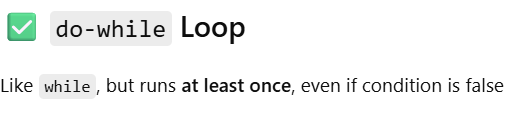 ✅ do-while Loop
Like while, but runs at least once, even if condition is false